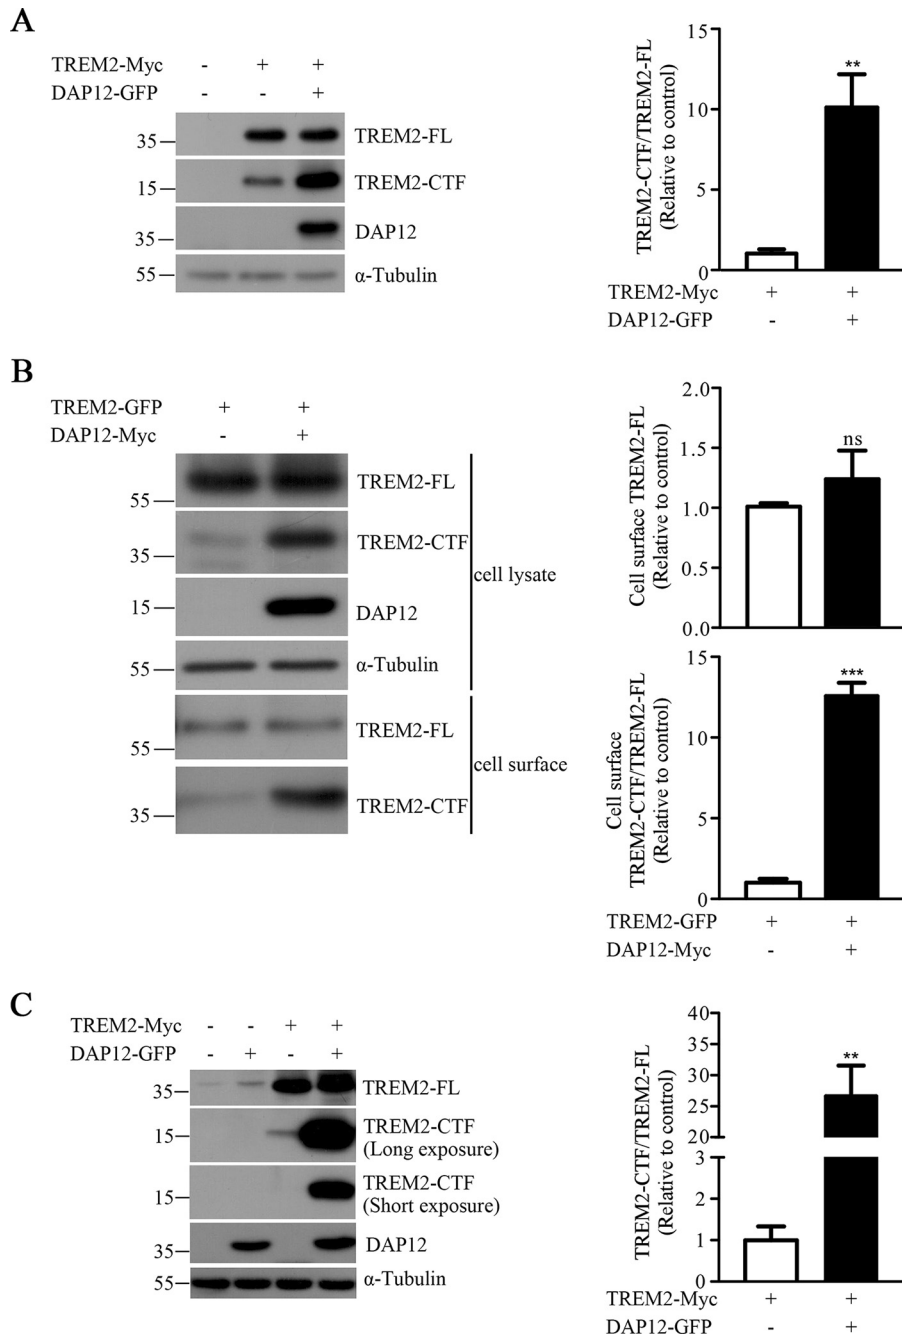 A
TREM2-Myc - + +
DAP12-GFP - - +
35 TREM2-FL
15 TREM2-CTF
35 DAP12
55 α-Tubulin
TREM2-CTF/TREM2-FL
(Relative to control)
15
10
5
0
**
TREM2-Myc + +
DAP12-GFP - +
B
TREM2-GFP + +
DAP12-Myc - +
55 TREM2-FL
35 TREM2-CTF
15 DAP12
55 α-Tubulin
cell lysate
55 TREM2-FL
35 TREM2-CTF
cell surface
Cell surface TREM2-FL
(Relative to control)
2.0
1.5
1.0
0.5
0.0
ns
Cell surface
TREM2-CTF/TREM2-FL
(Relative to control)
15
10
5
0
***
TREM2-GFP + +
DAP12-Myc - +
C
TREM2-Myc - - + +
DAP12-GFP - + - +
35 TREM2-FL
15 TREM2-CTF
(Long exposure)
15 TREM2-CTF
(Short exposure)
35 DAP12
55 α-Tubulin
TREM2-CTF/TREM2-FL
(Relative to control)
40
35
30
25
20
3
2
1
0
**
TREM2-Myc + +
DAP12-GFP - +